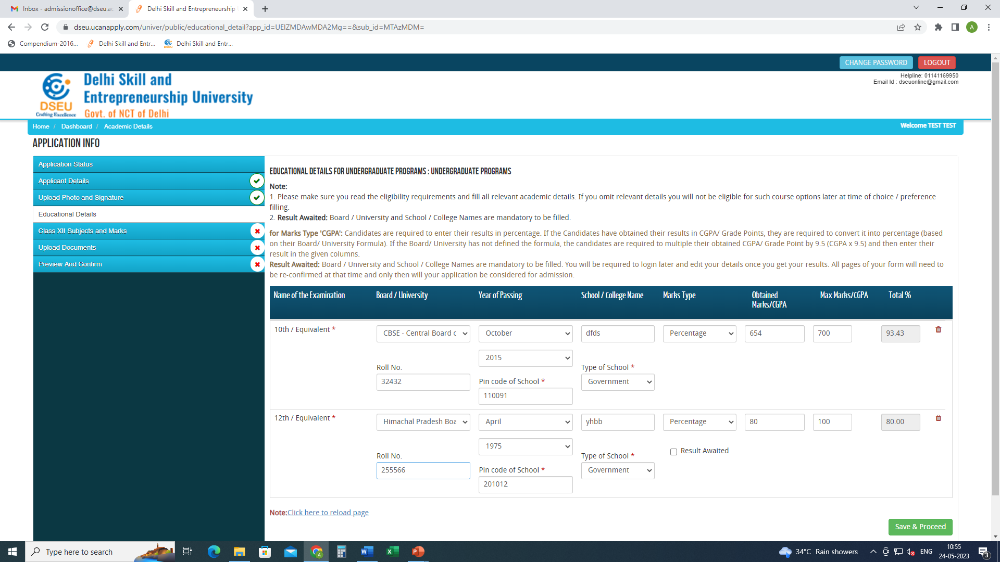 Inbox - admissionoffice@dseu.ac
Delhi Skill and Entrepreneurship
dseu.ucanapply.com/univer/public/educational_detail?app_id=UElZMDAwMDA2Mg==&sub_id=MTAzMDM=
A
Compendium-2016...
Delhi Skill and Entr...
Delhi Skill and Entr...
CHANGE PASSWORD
LOGOUT
Helpline: 01141169950
Email Id : dseuonline@gmail.com
DSEU
Crafting Excellence
Delhi Skill and
Entrepreneurship University
Govt. of NCT of Delhi
Home / Dashboard / Academic Details
Welcome TEST TEST
APPLICATION INFO
Application Status
Applicant Details
Upload Photo and Signature
Educational Details
Class XII Subjects and Marks
Upload Documents
Preview And Confirm
EDUCATIONAL DETAILS FOR UNDERGRADUATE PROGRAMS : UNDERGRADUATE PROGRAMS
Note:
1. Please make sure you read the eligibility requirements and fill all relevant academic details. If you omit relevant details you will not be eligible for such course options later at time of choice / preference
filling.
2. Result Awaited: Board / University and School / College Names are mandatory to be filled.
for Marks Type 'CGPA': Candidates are required to enter their results in percentage. If the Candidates have obtained their results in CGPA/ Grade Points, they are required to convert it into percentage (based
on their Board/ University Formula). If the Board/ University has not defined the formula, the candidates are required to multiple their obtained CGPA/ Grade Point by 9.5 (CGPA x 9.5) and then enter their
result in the given columns.
Result Awaited: Board / University and School / College Names are mandatory to be filled. You will be required to login later and edit your details once you get your results. All pages of your form will need to
be re-confirmed at that time and only then will your application be considered for admission.
Name of the Examination Board / University Year of Passing School / College Name Marks Type Obtained Marks/CGPA Max Marks/CGPA Total %
10th / Equivalent * CBSE - Central Board o October dfds Percentage 654 700 93.43
2015
Roll No. Type of School *
32432 Pin code of School * Government
110091
12th / Equivalent * Himachal Pradesh Boa April yhbb Percentage 80 100 80.00
1975
Result Awaited
Roll No. Type of School *
255566 Pin code of School * Government
201012
Note:Click here to reload page
Save & Proceed
Type here to search
34°C Rain showers
ENG
10:55
24-05-2023
3